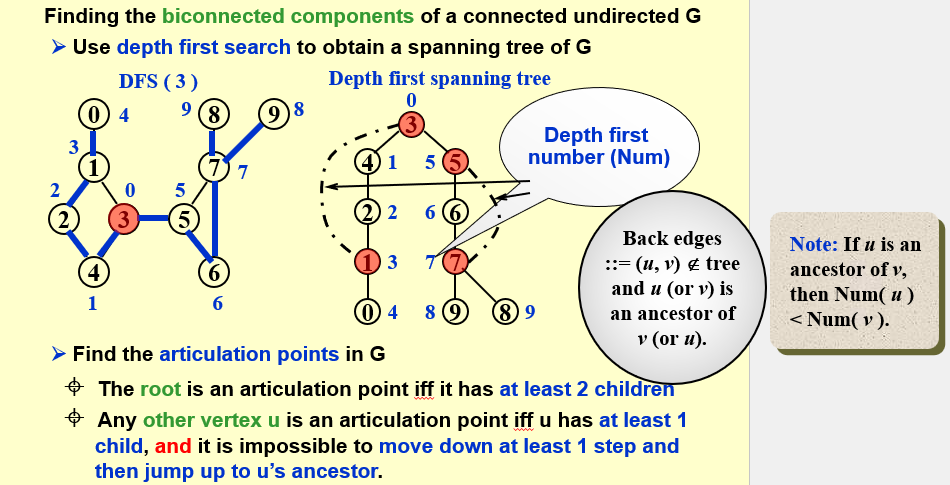 Finding the biconnected components of a connected undirected G
➤ Use depth first search to obtain a spanning tree of G
DFS ( 3 )
0 4
9 8
9 8
3
1
7 7
2
0
5
2
3
5
4
6
1
6
Depth first spanning tree
0
3
4 1
5 5
2 2
6 6
1 3
7 7
0 4
8 9
8 9
Depth first
number (Num)
Back edges
::= (u, v) ∉ tree
and u (or v) is
an ancestor of
v (or u).
Note: If u is an
ancestor of v,
then Num( u )
< Num( v ).
➤ Find the articulation points in G
The root is an articulation point iff it has at least 2 children
Any other vertex u is an articulation point iff u has at least 1
child, and it is impossible to move down at least 1 step and
then jump up to u's ancestor.